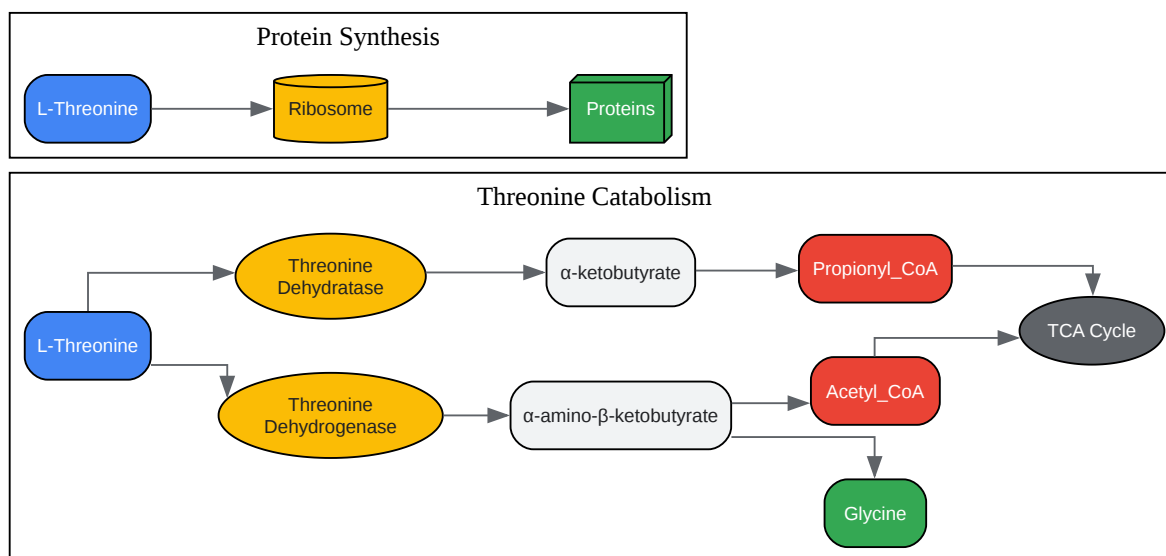 Protein Synthesis
L-Threonine
Ribosome
Proteins
Threonine Catabolism
Threonine
Dehydratase
α-ketobutyrate
Propionyl_CoA
L-Threonine
TCA Cycle
Threonine
Dehydrogenase
α-amino-β-ketobutyrate
Acetyl_CoA
Glycine